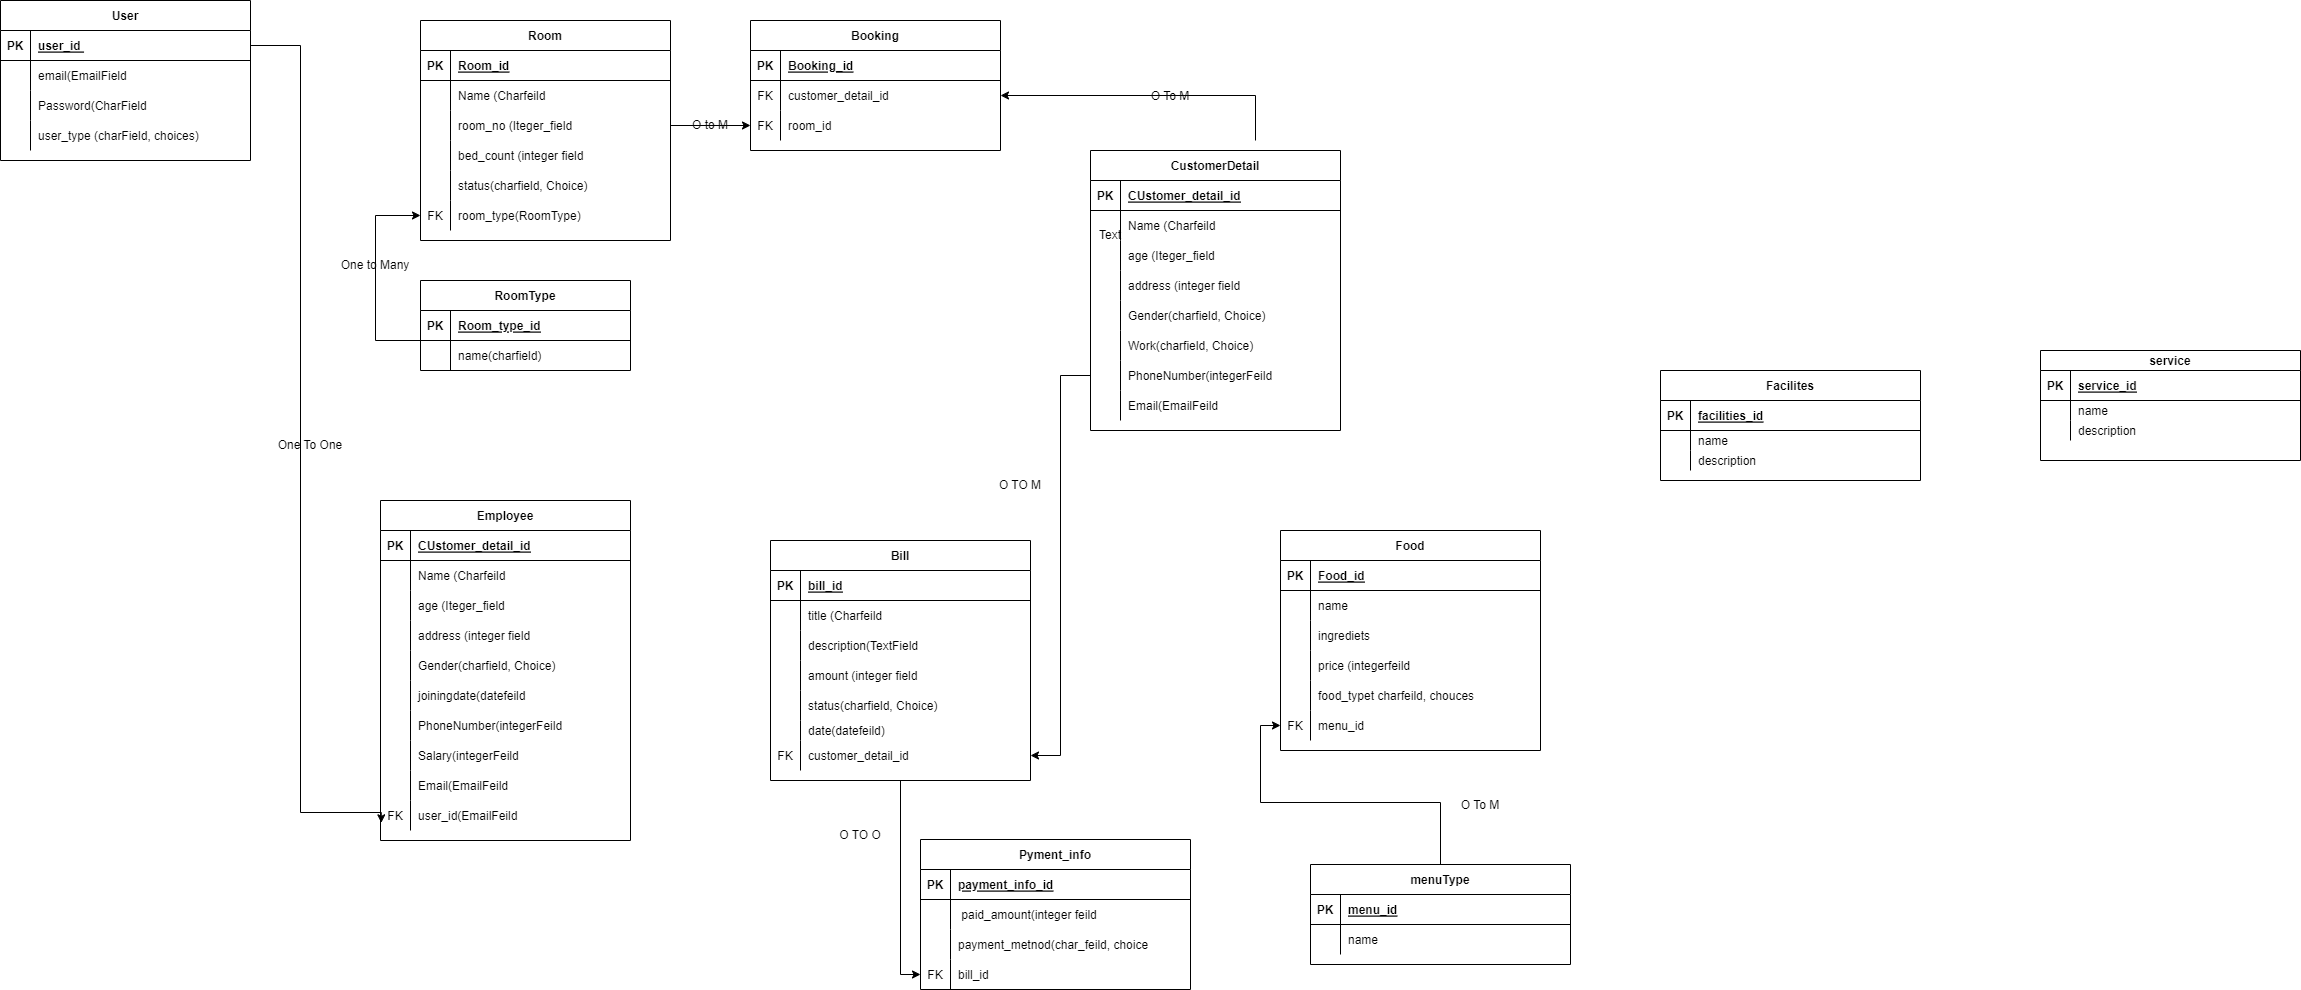 User
PK user_id
email(EmailField
Password(CharField
user_type (charField, choices)
Room
PK Room_id
Name (Charfeild
room_no (Iteger_field
bed_count (integer field
status(charfield, Choice)
FK room_type(RoomType)
O to M
Booking
PK Booking_id
FK customer_detail_id
FK room_id
O To M
CustomerDetail
PK CUstomer_detail_id
Name (Charfeild
Text
age (Iteger_field
address (integer field
Gender(charfield, Choice)
Work(charfield, Choice)
PhoneNumber(integerFeild
Email(EmailFeild
One to Many
RoomType
PK Room_type_id
name(charfield)
Facilites
PK facilities_id
name
description
service
PK service_id
name
description
One To One
O TO M
Employee
PK CUstomer_detail_id
Name (Charfeild
age (Iteger_field
address (integer field
Gender(charfield, Choice)
joiningdate(datefeild
PhoneNumber(integerFeild
Salary(integerFeild
Email(EmailFeild
FK user_id(EmailFeild
Bill
PK bill_id
title (Charfeild
description(TextField
amount (integer field
status(charfield, Choice)
date(datefeild)
FK customer_detail_id
Food
PK Food_id
name
ingrediets
price (integerfeild
food_typet charfeild, chouces
FK menu_id
O TO O
O To M
Pyment_info
PK payment_info_id
paid_amount(integer feild
payment_metnod(char_feild, choice
FK bill_id
menuType
PK menu_id
name